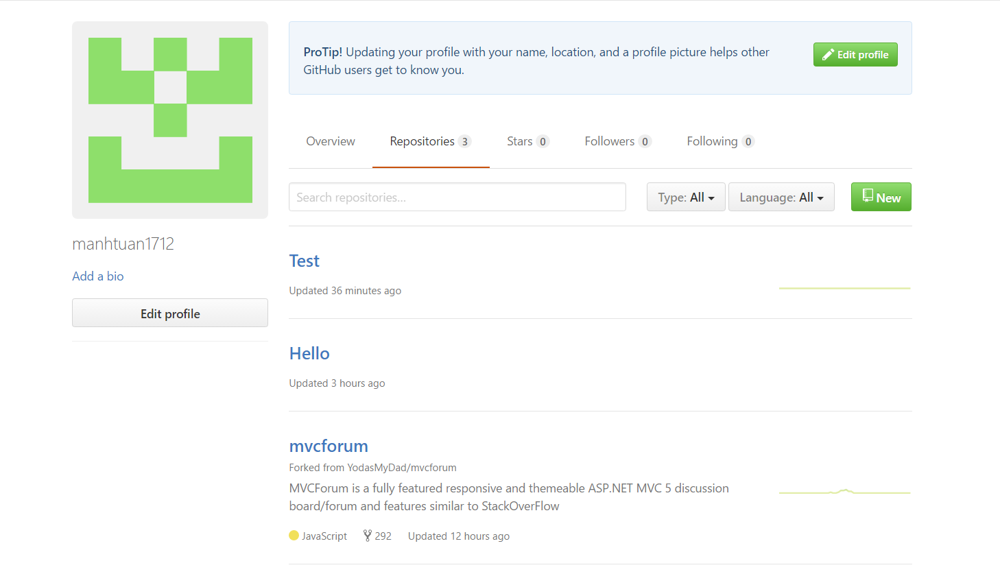 ProTip! Updating your profile with your name, location, and a profile picture helps other
GitHub users get to know you.
Edit profile
Overview
Repositories 3
Stars 0
Followers 0
Following 0
Search repositories...
Type: All
Language: All
New
manhtuan1712
Add a bio
Edit profile
Test
Updated 36 minutes ago
Hello
Updated 3 hours ago
mvcforum
Forked from YodasMyDad/mvcforum
MVCForum is a fully featured responsive and themeable ASP.NET MVC 5 discussion
board/forum and features similar to StackOverFlow
JavaScript
292
Updated 12 hours ago